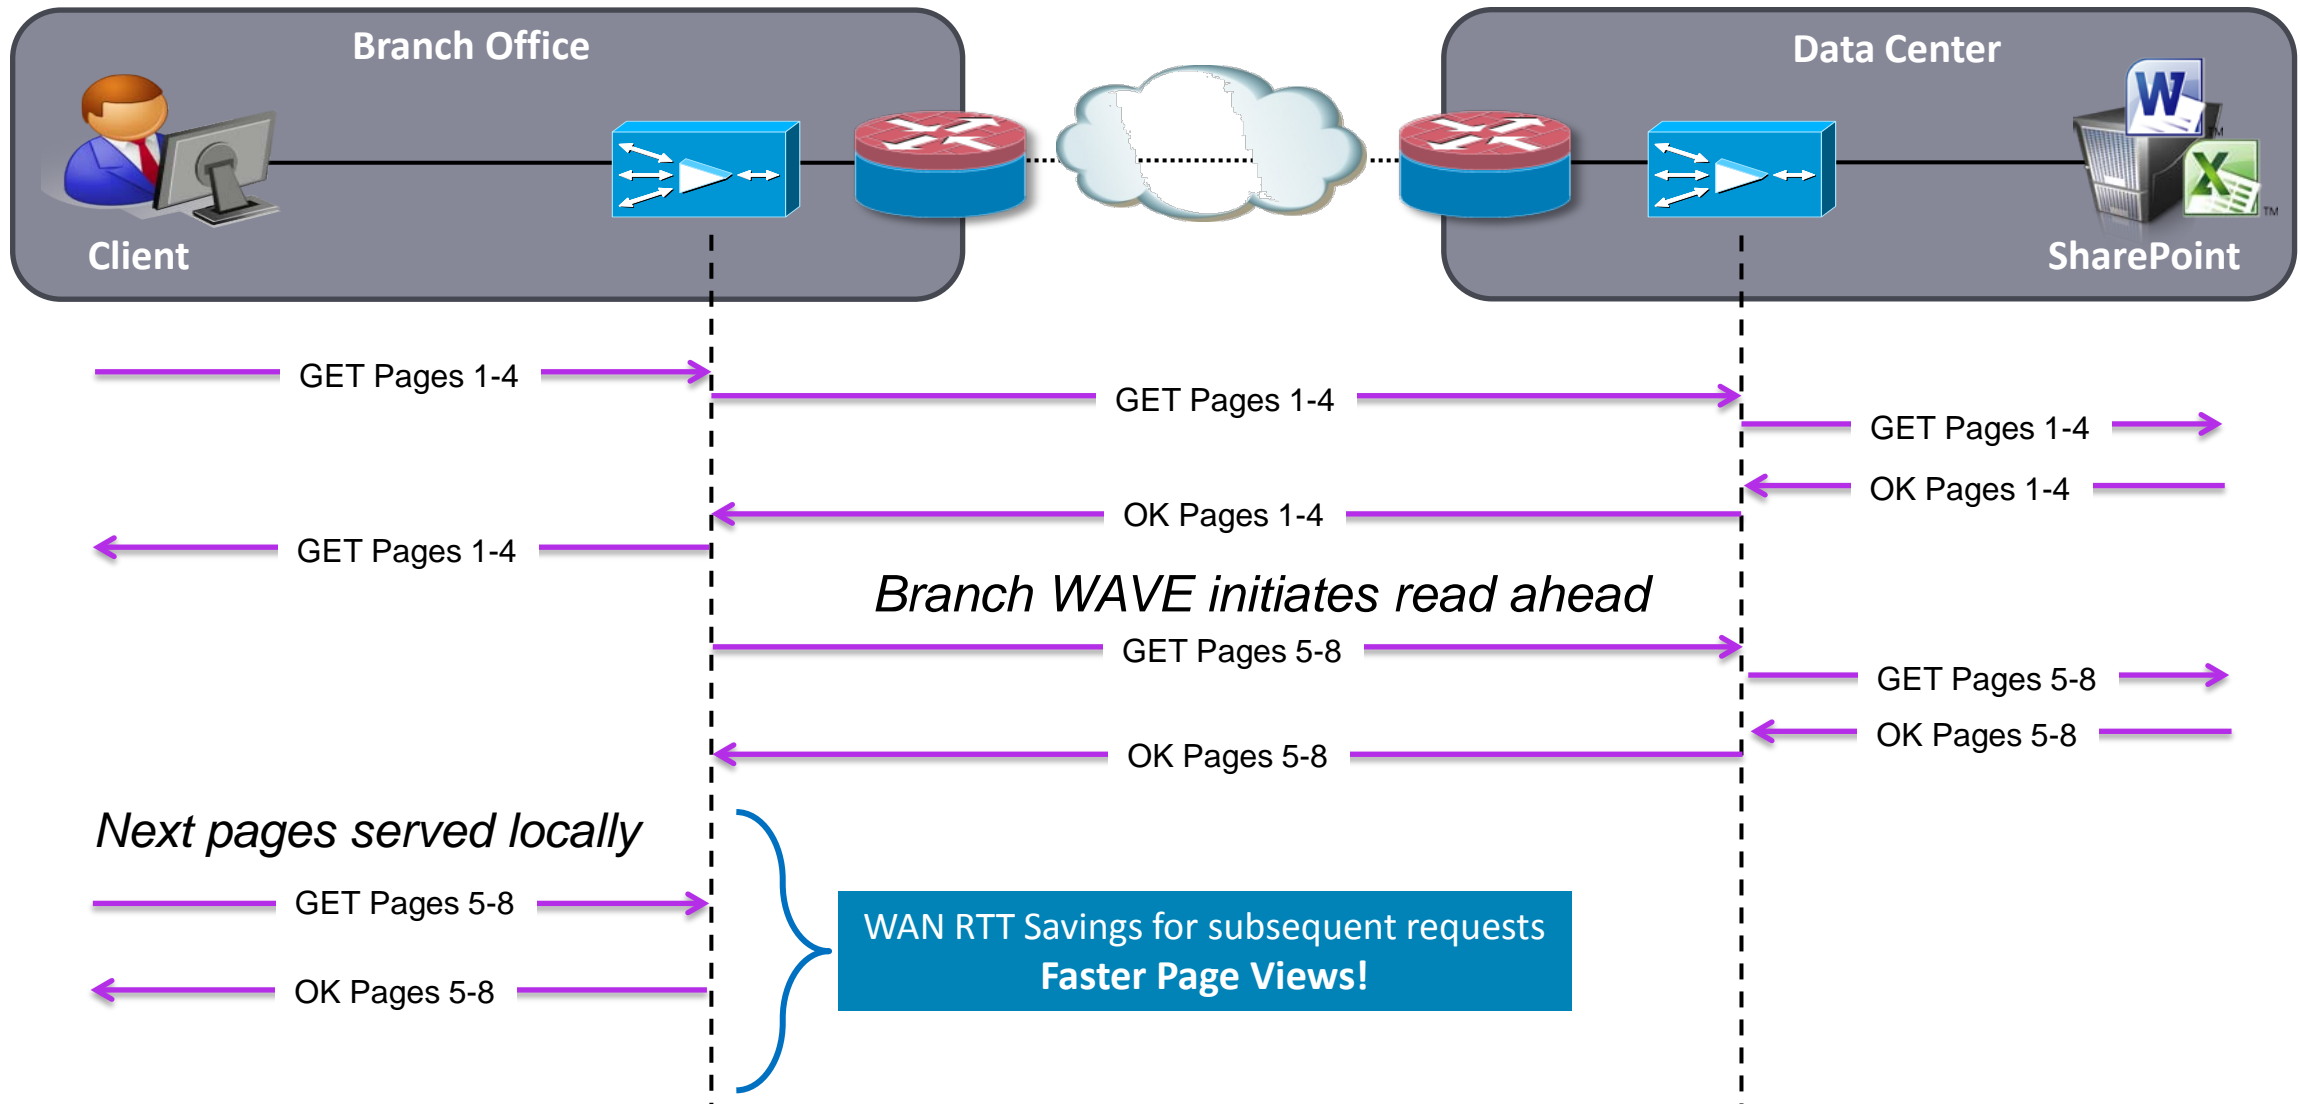 Branch Office
Data Center
W
X
TM
TM
Client
SharePoint
GET Pages 1-4
GET Pages 1-4
GET Pages 1-4
OK Pages 1-4
OK Pages 1-4
GET Pages 1-4
Branch WAVE initiates read ahead
GET Pages 5-8
GET Pages 5-8
OK Pages 5-8
OK Pages 5-8
Next pages served locally
GET Pages 5-8
WAN RTT Savings for subsequent requests
Faster Page Views!
OK Pages 5-8